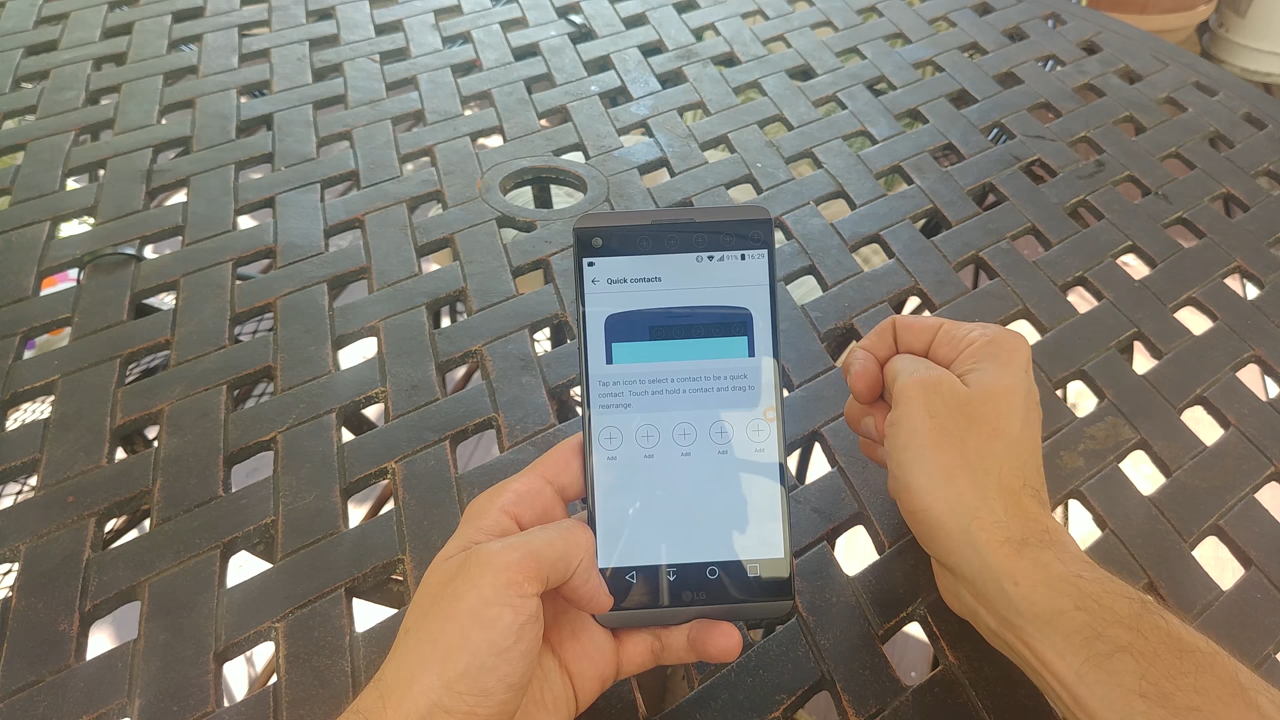 91% 16:29
Quick contacts
Tap an icon to select a contact to be a quick
contact. Touch and hold a contact and drag to
rearrange.
Add Add Add Add Add
LG